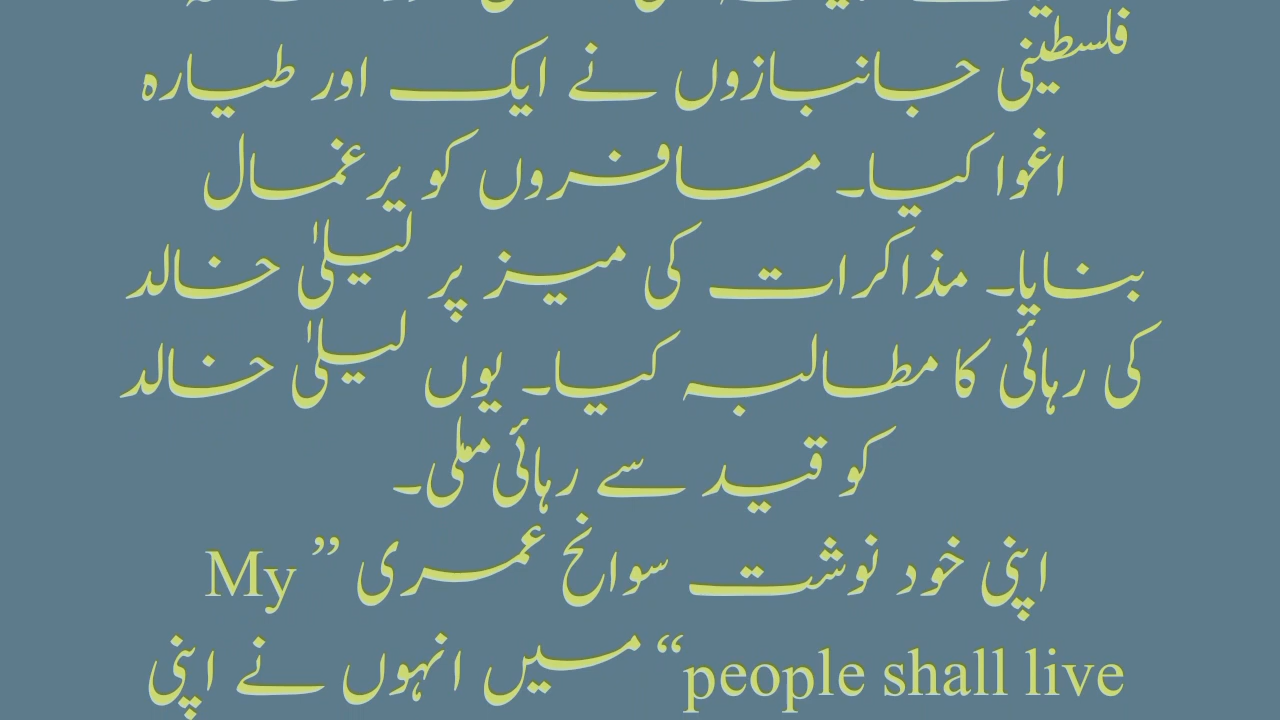 فلسطینی جانبازوں نے ایک اور طیارہ
اغوا کیا۔ مسافروں کو یرغمال
بنایا۔ مذاکرات کی میز پر لیلیٰ خالد
کی رہائی کا مطالبہ کیا۔ یوں لیلیٰ خالد
کو قید سے رہائی ملی۔
اپنی خود نوشت سوانح عمری ”My
people shall live“ میں انہوں نے اپنی